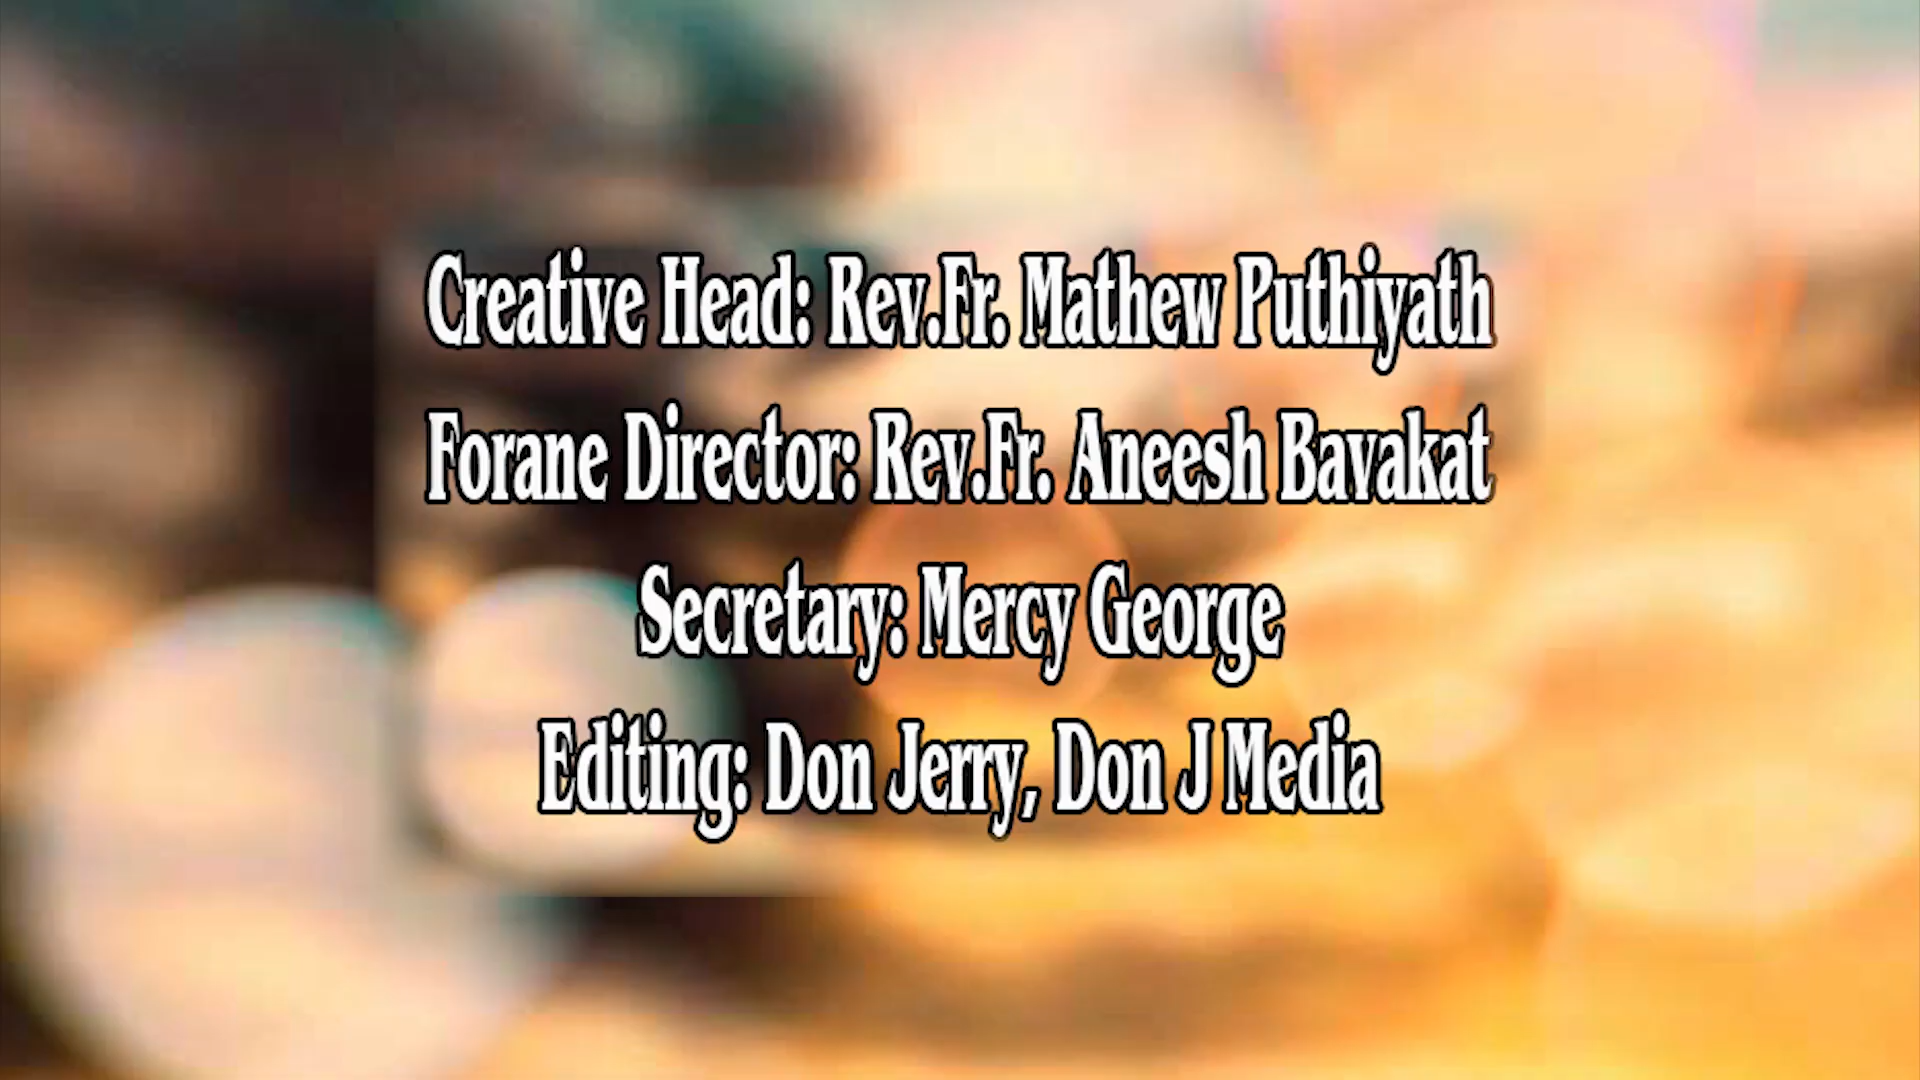 Creative Head: Rev.Fr. Mathew Puthiyath
Forane Director: Rev.Fr. Aneesh Bavakat
Secretary: Mercy George
Editing: Don Jerry, Don J Media